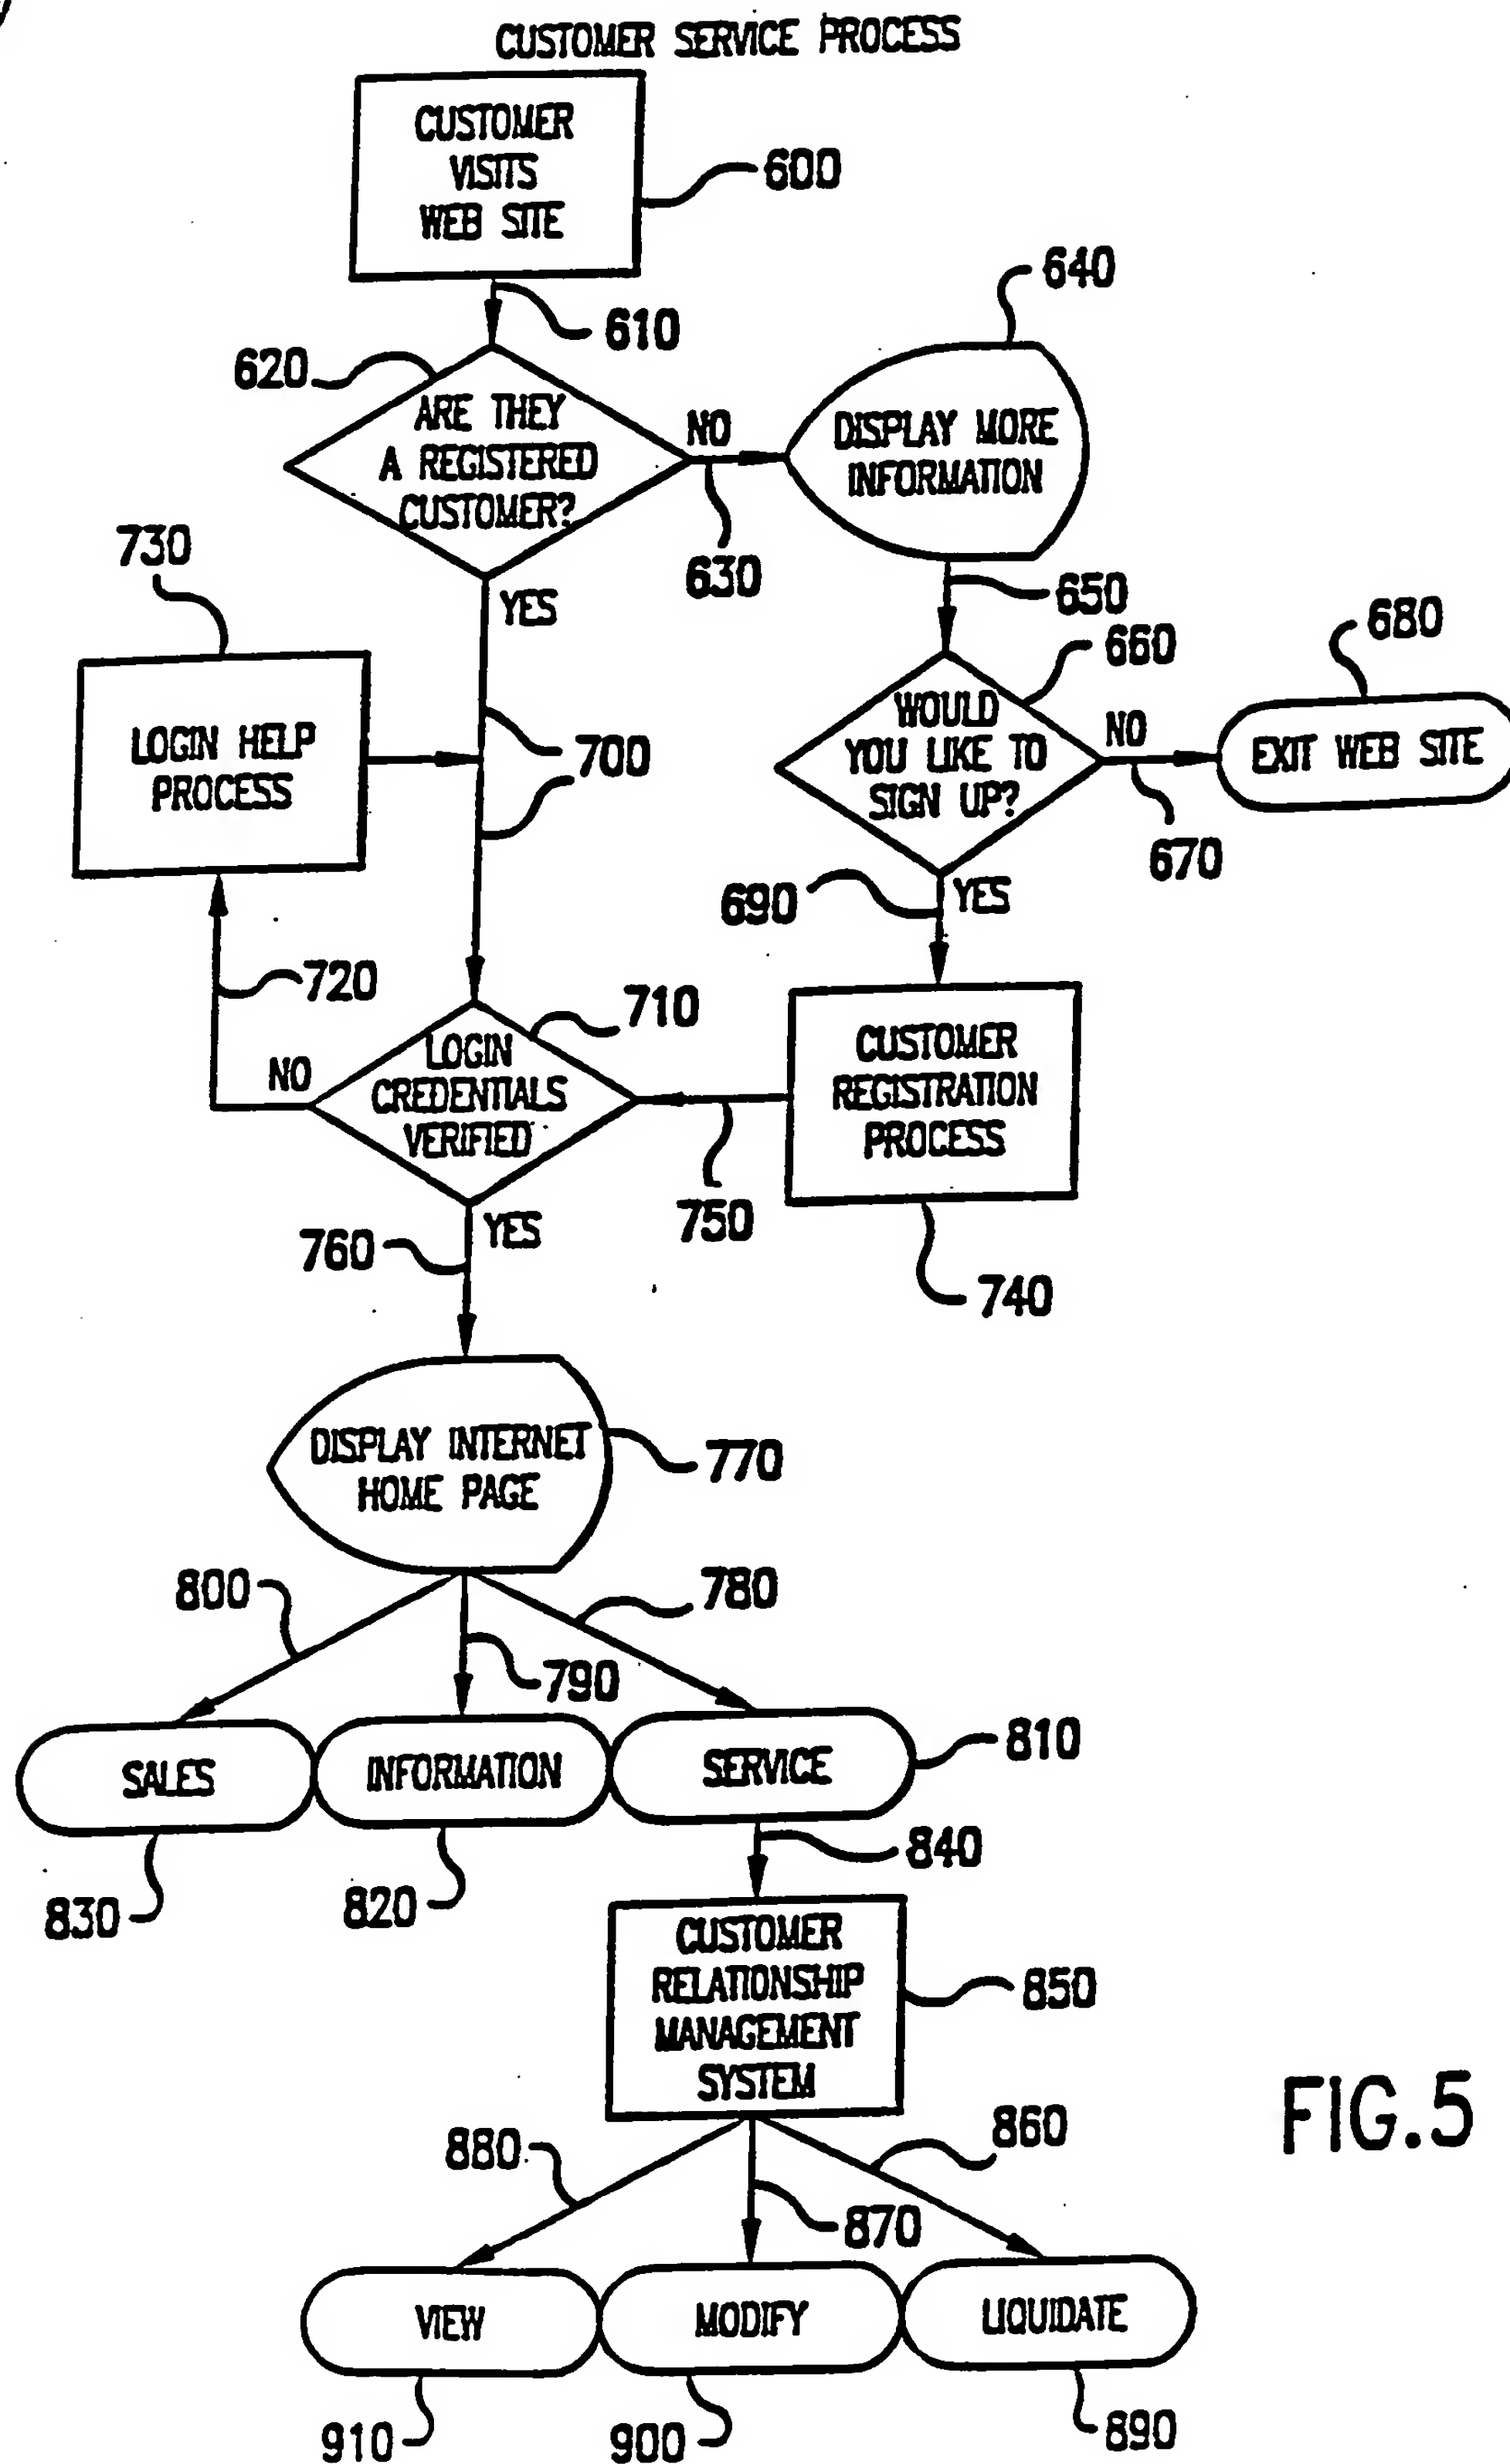 CUSTOMER SERVICE PROCESS
CUSTOMER
VISITS
WEB SITE
600
610
640
620
ARE THEY
A REGISTERED
CUSTOMER?
NO
630
DISPLAY MORE
INFORMATION
650
YES
730
LOGIN HELP
PROCESS
700
660
WOULD
YOU LIKE TO
SIGN UP?
NO
670
680
EXIT WEB SITE
690
YES
720
710
LOGIN
CREDENTIALS
VERIFIED
NO
CUSTOMER
REGISTRATION
PROCESS
750
740
760
YES
DISPLAY INTERNET
HOME PAGE
770
800
780
790
SALES
INFORMATION
SERVICE
810
830
820
840
CUSTOMER
RELATIONSHIP
MANAGEMENT
SYSTEM
850
FIG.5
880
860
870
VIEW
MODIFY
LIQUIDATE
910
900
890